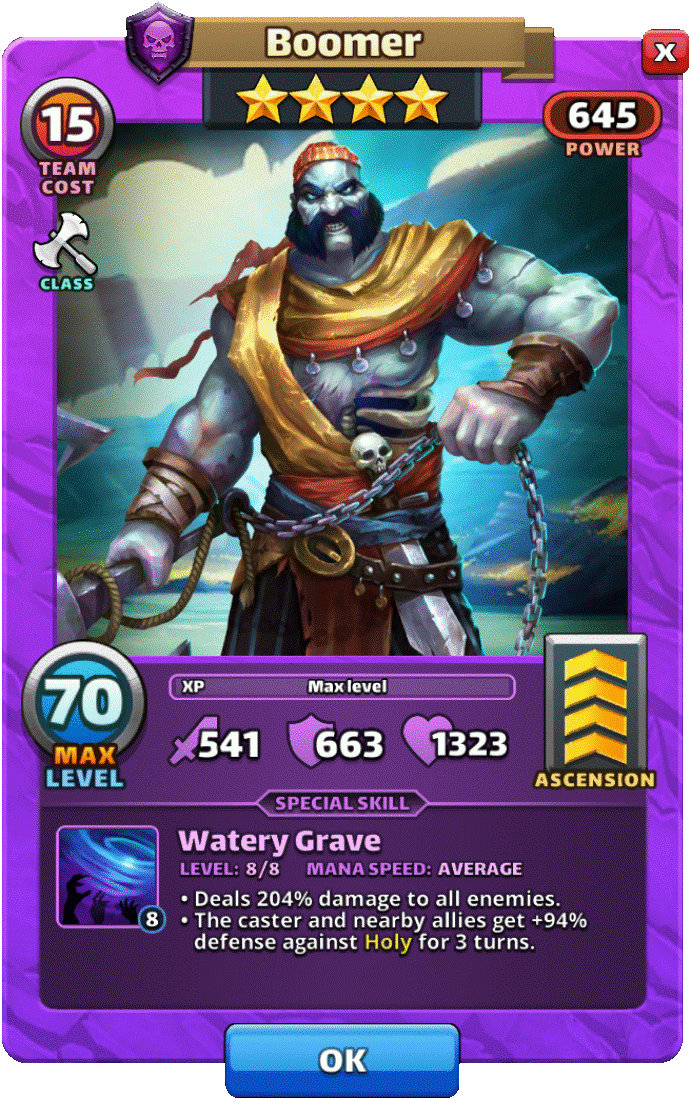 Boomer
X
15
TEAM
COST
645
POWER
CLASS
70
MAX
LEVEL
XP Max level
541 663 1323
ASCENSION
SPECIAL SKILL
Watery Grave
LEVEL: 8/8 MANA SPEED: AVERAGE
8
• Deals 204% damage to all enemies.
• The caster and nearby allies get +94%
defense against Holy for 3 turns.
OK